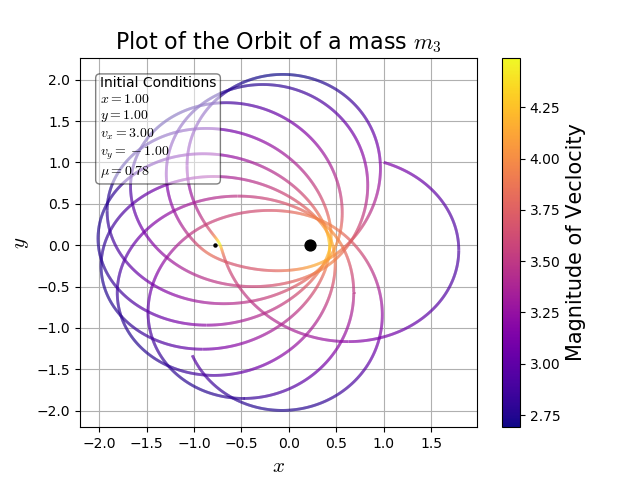 Plot of the Orbit of a mass m₃
Initial Conditions
x = 1.00
y = 1.00
vₓ = 3.00
v_y = −1.00
μ = 0.78
2.0
1.5
1.0
0.5
0.0
−0.5
−1.0
−1.5
−2.0
y
−2.0 −1.5 −1.0 −0.5 0.0 0.5 1.0 1.5
x
4.25
4.00
3.75
3.50
3.25
3.00
2.75
Magnitude of Veclocity